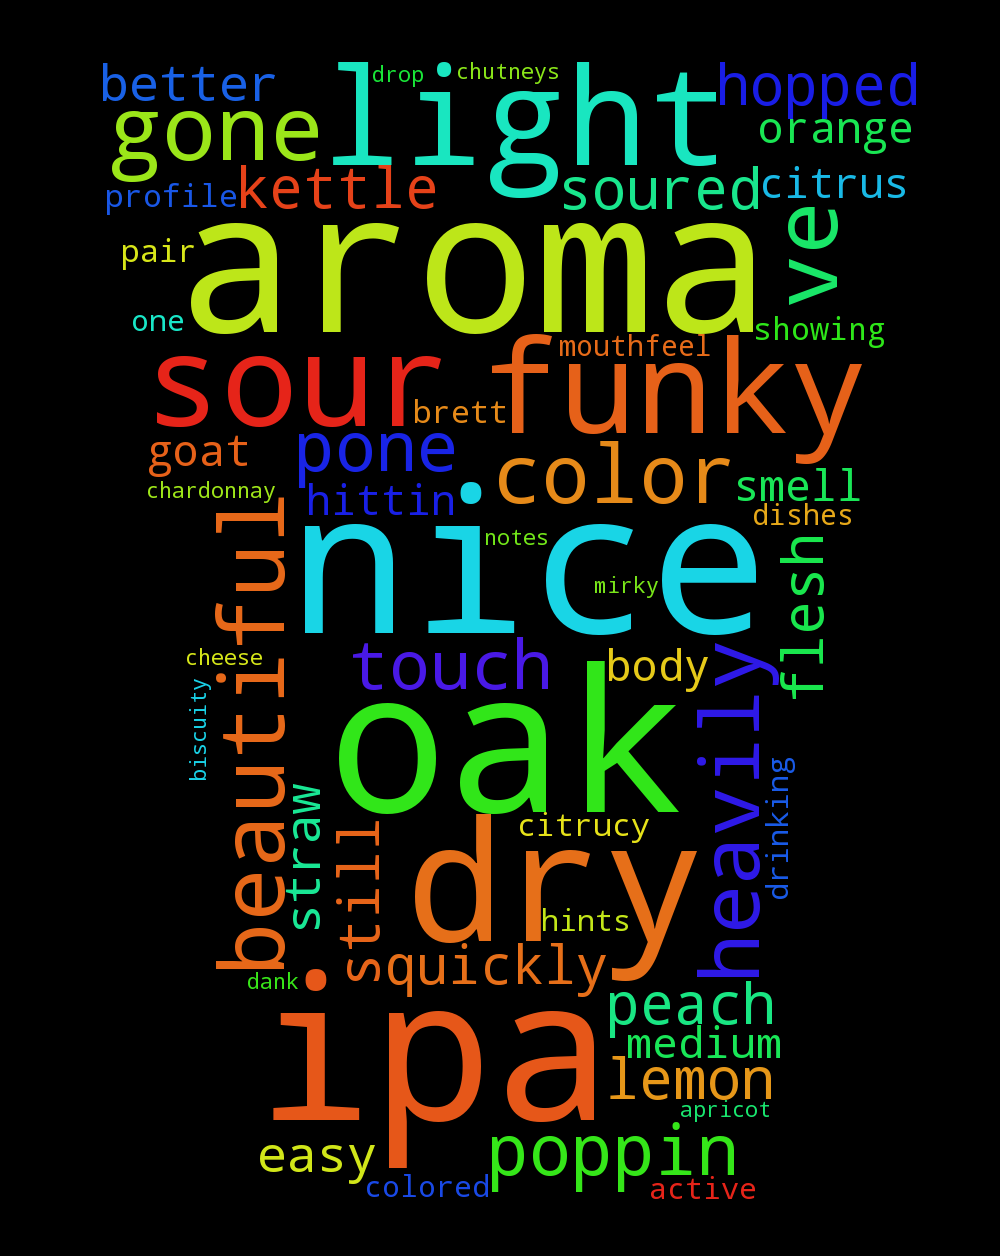 better
drop
chutneys
light
hopped
gone
orange
profile
kettle
soured
citrus
aroma
ve
pair
one
showing
sour
funky
mouthfeel
brett
goat
pone
color
smell
chardonnay
hittin
dishes
nice
notes
mirky
flesh
beautiful
cheese
touch
body
heavily
biscuity
oak
straw
still
citrucy
drinking
dry
hints
quickly
dank
ipa
peach
medium
lemon
apricot
easy
poppin
colored
active